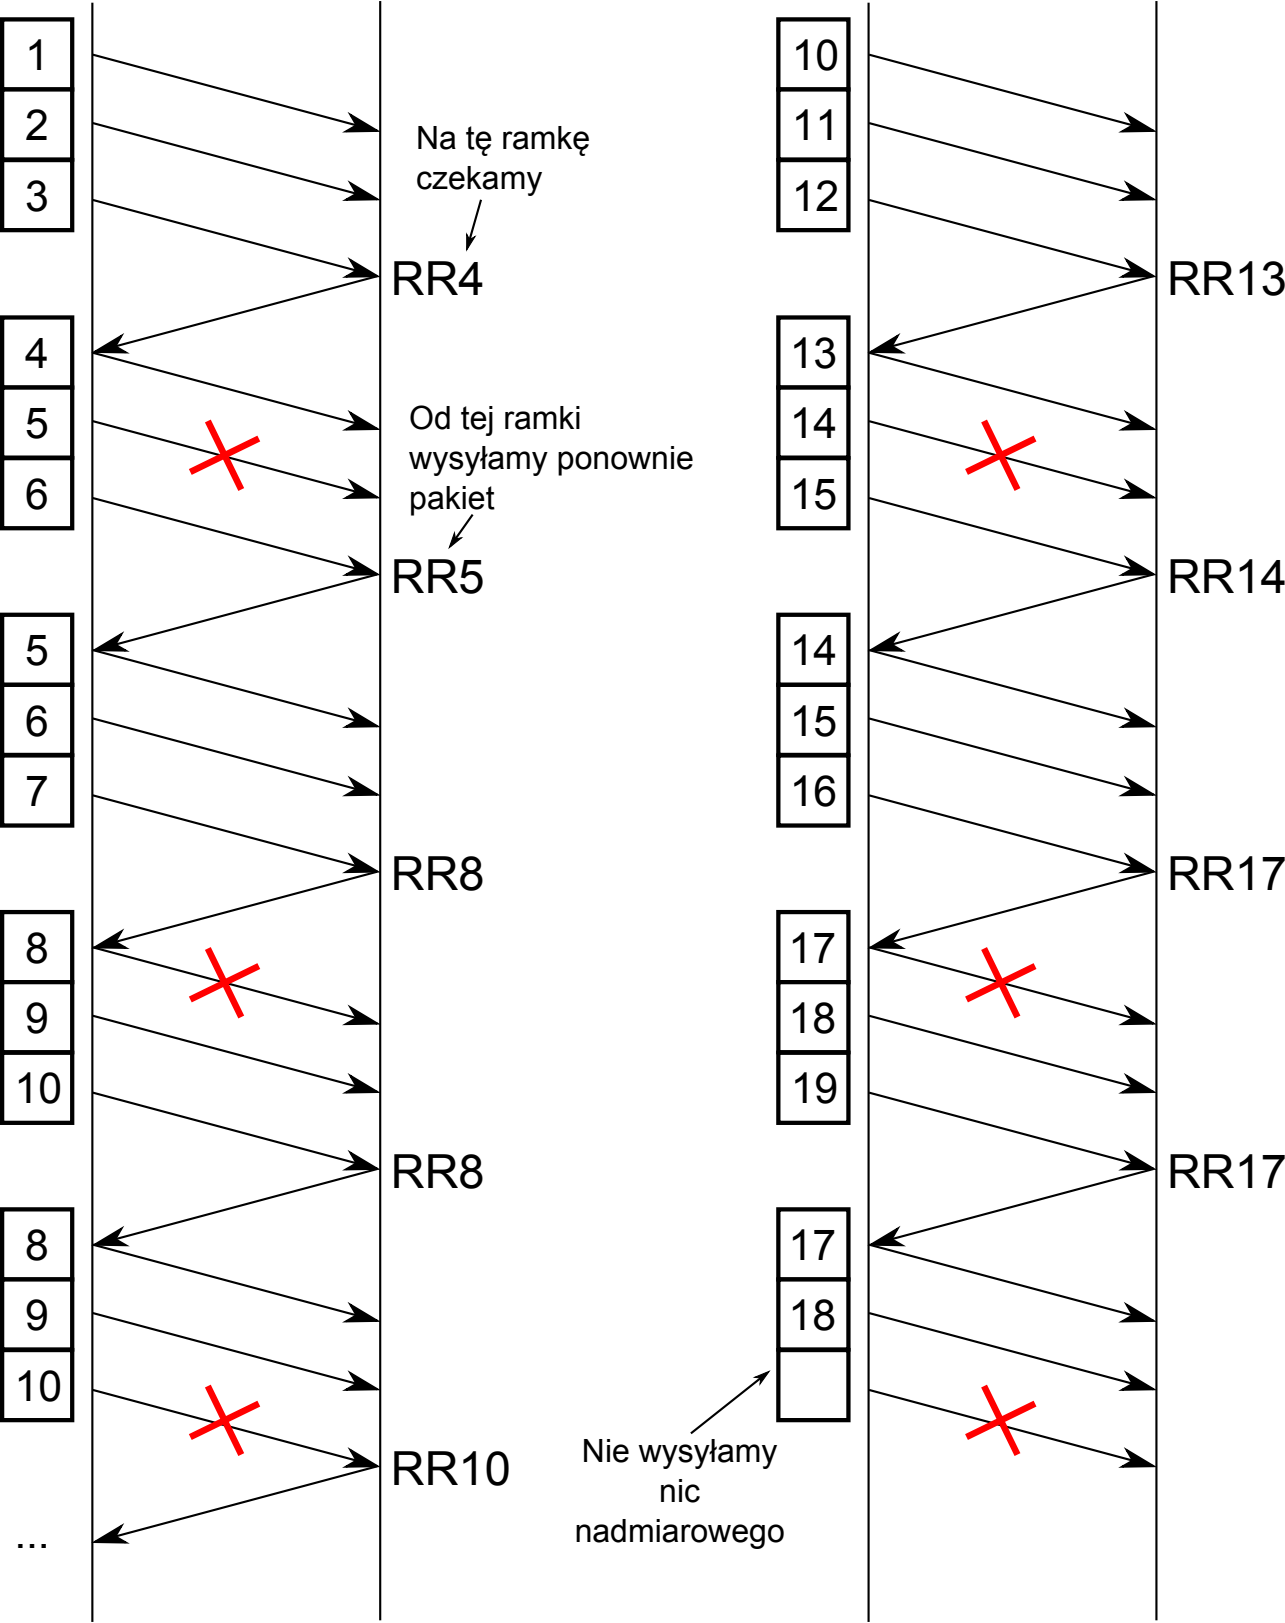 1
2
3
Na tę ramkę
czekamy
RR4
4
5
6
Od tej ramki
wysyłamy ponownie
pakiet
RR5
5
6
7
RR8
8
9
10
RR8
8
9
10
RR10
...
10
11
12
RR13
13
14
15
RR14
14
15
16
RR17
17
18
19
RR17
17
18
Nie wysyłamy
nic
nadmiarowego